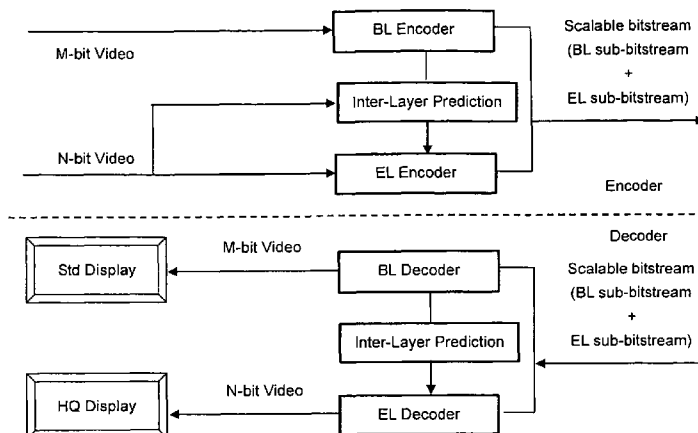 BL Encoder
Scalable bitstream
(BL sub-bitstream
+
EL sub-bitstream)
M-bit Video
Inter-Layer Prediction
N-bit Video
EL Encoder
Encoder
Decoder
M-bit Video
Std Display
BL Decoder
Scalable bitstream
(BL sub-bitstream
+
EL sub-bitstream)
Inter-Layer Prediction
N-bit Video
HQ Display
EL Decoder